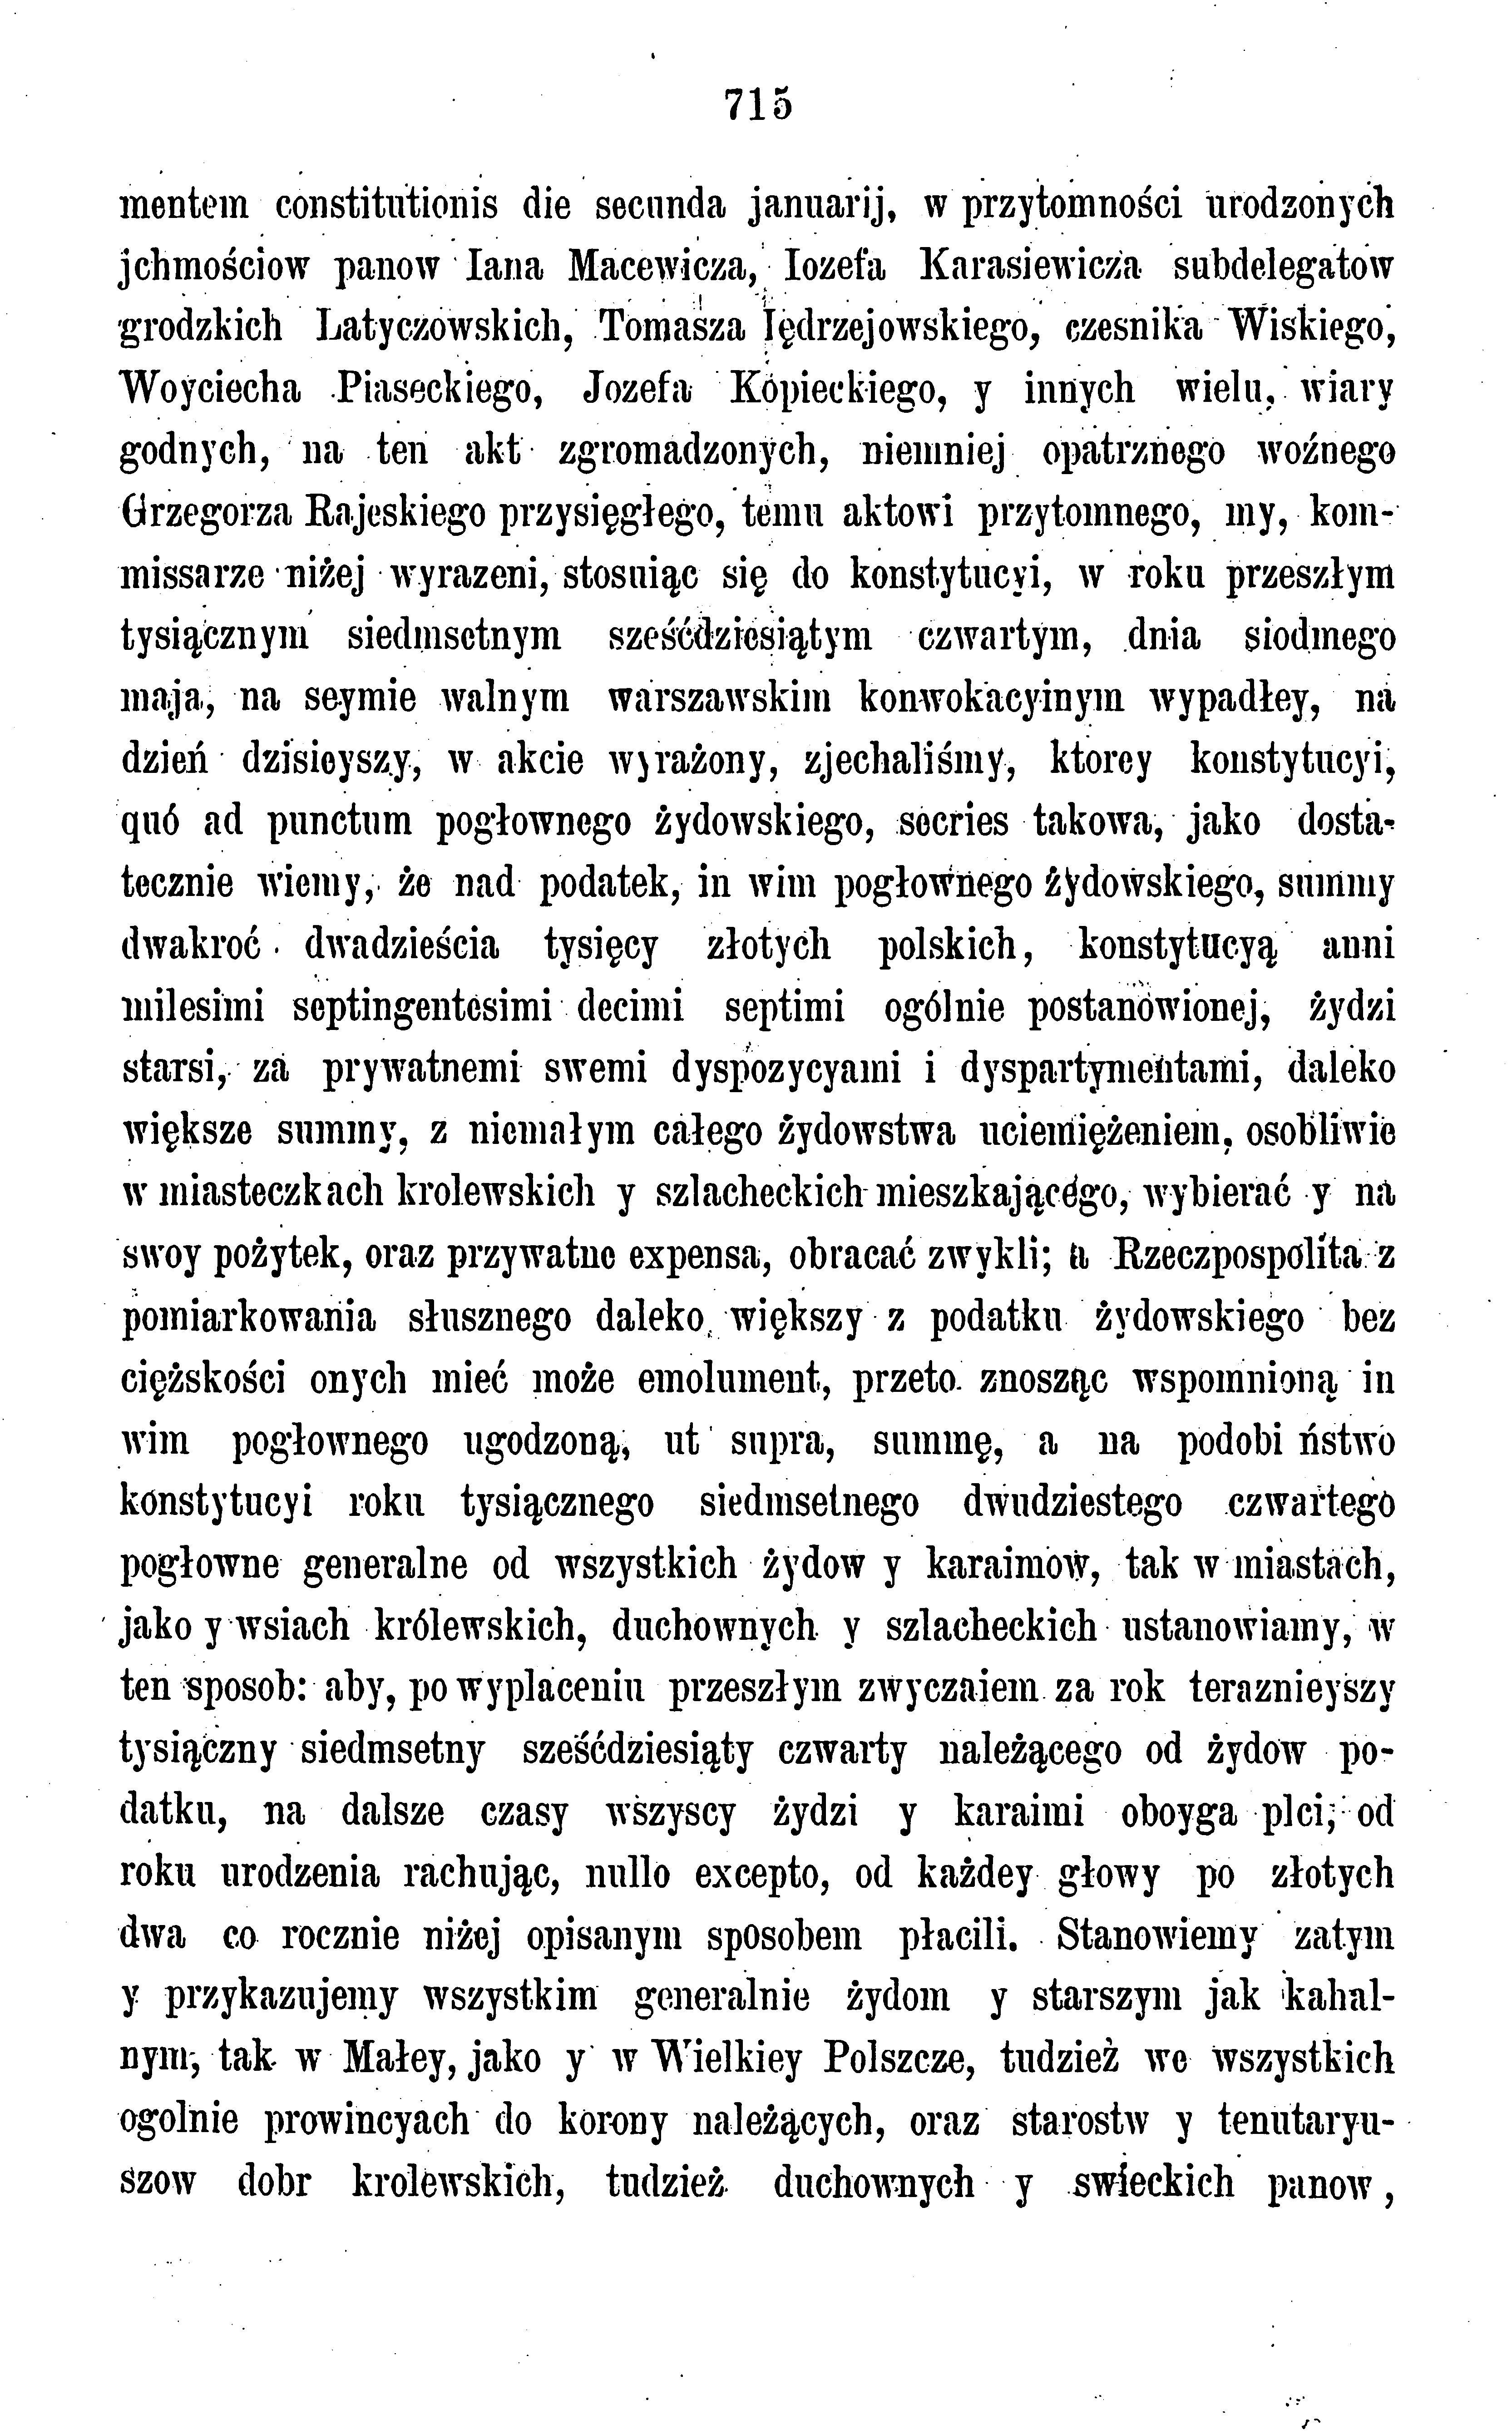 715
mentem constitutionis die secunda januarij, w przytomności urodzonych
jchmościow panow Iana Macewicza, Iozefa Karasiewicza subdelegatow
grodzkich Latyczowskich, Tomasza Iędrzejowskiego, czesnika Wiskiego,
Woyciecha Piaseckiego, Jozefa Kopieckiego, y innych wielu, wiary
godnych, na ten akt zgromadzonych, niemniej opatrznego woźnego
Grzegorza Rajeskiego przysięgłego, temu aktowi przytomnego, my, kom-
missarze niżej wyrazeni, stosuiąc się do konstytucyi, w roku przeszłym
tysiącznym siedmsetnym sześćdziesiątym czwartym, dnia siodmego
maja, na seymie walnym warszawskim konwokacyinym wypadłey, na
dzień dzisieyszy, w akcie wyrażony, zjechaliśmy, ktorey konstytucyi,
quó ad punctum pogłownego żydowskiego, secries takowa, jako dosta-
tecznie wiemy, że nad podatek, in wim pogłownego żydowskiego, summy
dwakroć dwadzieścia tysięcy złotych polskich, konstytucyą anni
milesimi septingentesimi decimi septimi ogólnie postanowionej, żydzi
starsi, za prywatnemi swemi dyspozycyami i dyspartymentami, daleko
większe summy, z niemałym całego żydowstwa uciemiężeniem, osobliwie
w miasteczkach krolewskich y szlacheckich mieszkającego, wybierać y na
swoy pożytek, oraz przywatne expensa, obracać zwykli; a Rzeczpospolita z
pomiarkowania słusznego daleko większy z podatku żydowskiego bez
ciężskości onych mieć może emolument, przeto znosząc wspomnioną in
wim pogłownego ugodzoną, ut supra, summę, a na podobi ństwo
konstytucyi roku tysiącznego siedmsetnego dwudziestego czwartego
pogłowne generalne od wszystkich żydow y karaimow, tak w miastach,
jako y wsiach królewskich, duchownych y szlacheckich ustanowiamy, w
ten sposob: aby, po wyplaceniu przeszłym zwyczaiem za rok teraznieyszy
tysiączny siedmsetny sześćdziesiąty czwarty należącego od żydow po-
datku, na dalsze czasy wszyscy żydzi y karaimi oboyga plci, od
roku urodzenia rachując, nullo excepto, od każdey głowy po złotych
dwa co rocznie niżej opisanym sposobem płacili. Stanowiemy zatym
y przykazujemy wszystkim generalnie żydom y starszym jak kahal-
nym, tak w Małey, jako y w Wielkiey Polszcze, tudzież we wszystkich
ogolnie prowincyach do korony należących, oraz starostw y tenutaryu-
szow dobr krolewskich, tudzież duchownych y swieckich panow,